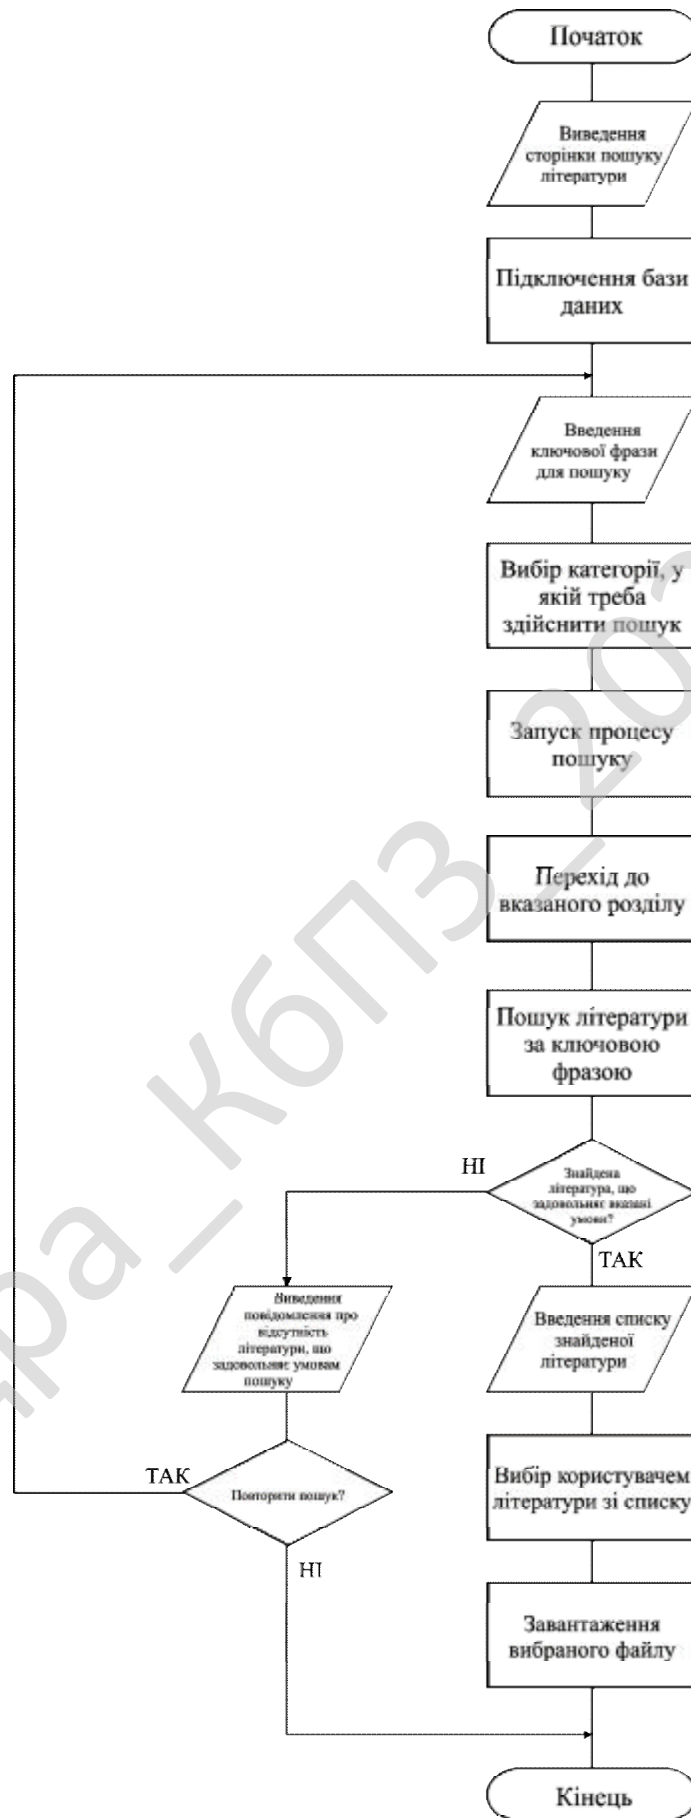 Початок
Виведення
сторінки пошуку
літератури
Підключення бази
даних
Введення
ключової фрази
для пошуку
Вибір категорії, у
якій треба
здійснити пошук
Запуск процесу
пошуку
Перехід до
вказаного розділу
Пошук літератури
за ключовою
фразою
НІ
Знайдена
література, що
задовольняє вказані
умови?
ТАК
Виведення
повідомлення про
відсутність
літератури, що
задовольняє умовам
пошуку
Введення списку
знайденої
літератури
ТАК
Повторити пошук?
НІ
Вибір користувачем
літератури зі списку
Завантаження
вибраного файлу
Кінець